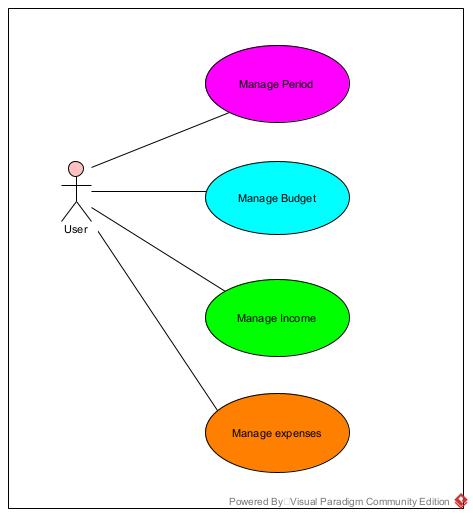 Manage Period
Manage Budget
User
Manage Income
Manage expenses
Powered By Visual Paradigm Community Edition